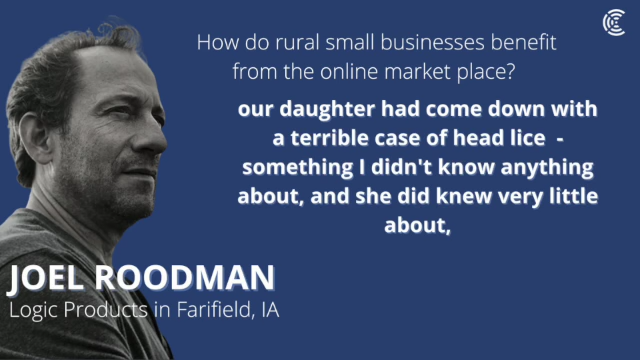 How do rural small businesses benefit
from the online market place?
our daughter had come down with
a terrible case of head lice  -
something I didn't know anything
about, and she did knew very little
about,
JOEL ROODMAN
Logic Products in Farifield, IA